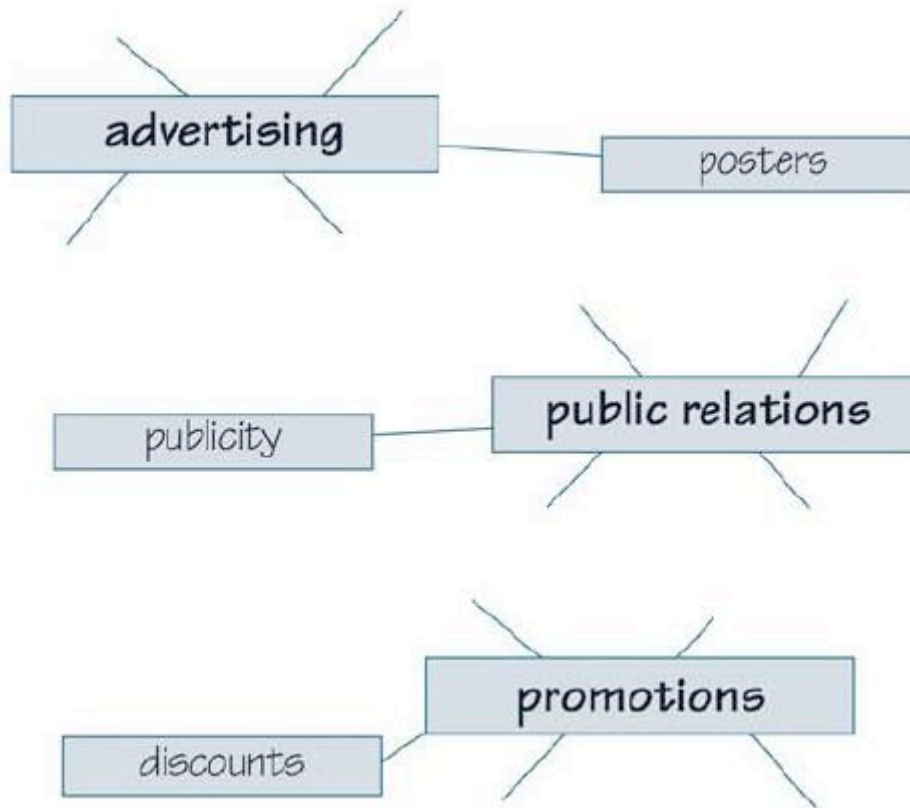 advertising
posters
public relations
publicity
promotions
discounts